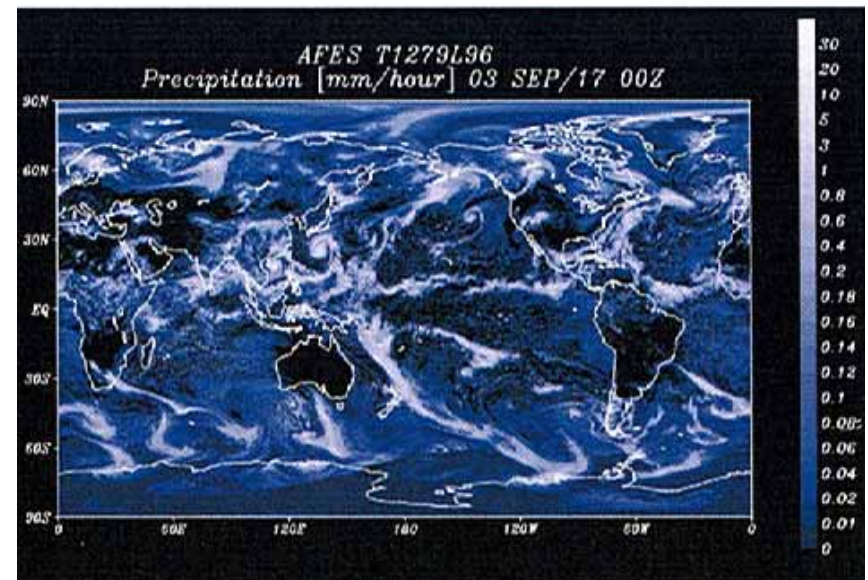 AFES T1279L96
Precipitation [mm/hour] 03 SEP/17 00Z
90N
60N
30N
EQ
30S
60S
90S
0
60E
120E
180
120W
60W
0
30
20
10
5
3
1
0.8
0.6
0.4
0.2
0.18
0.16
0.14
0.12
0.1
0.08
0.06
0.04
0.02
0.01
0